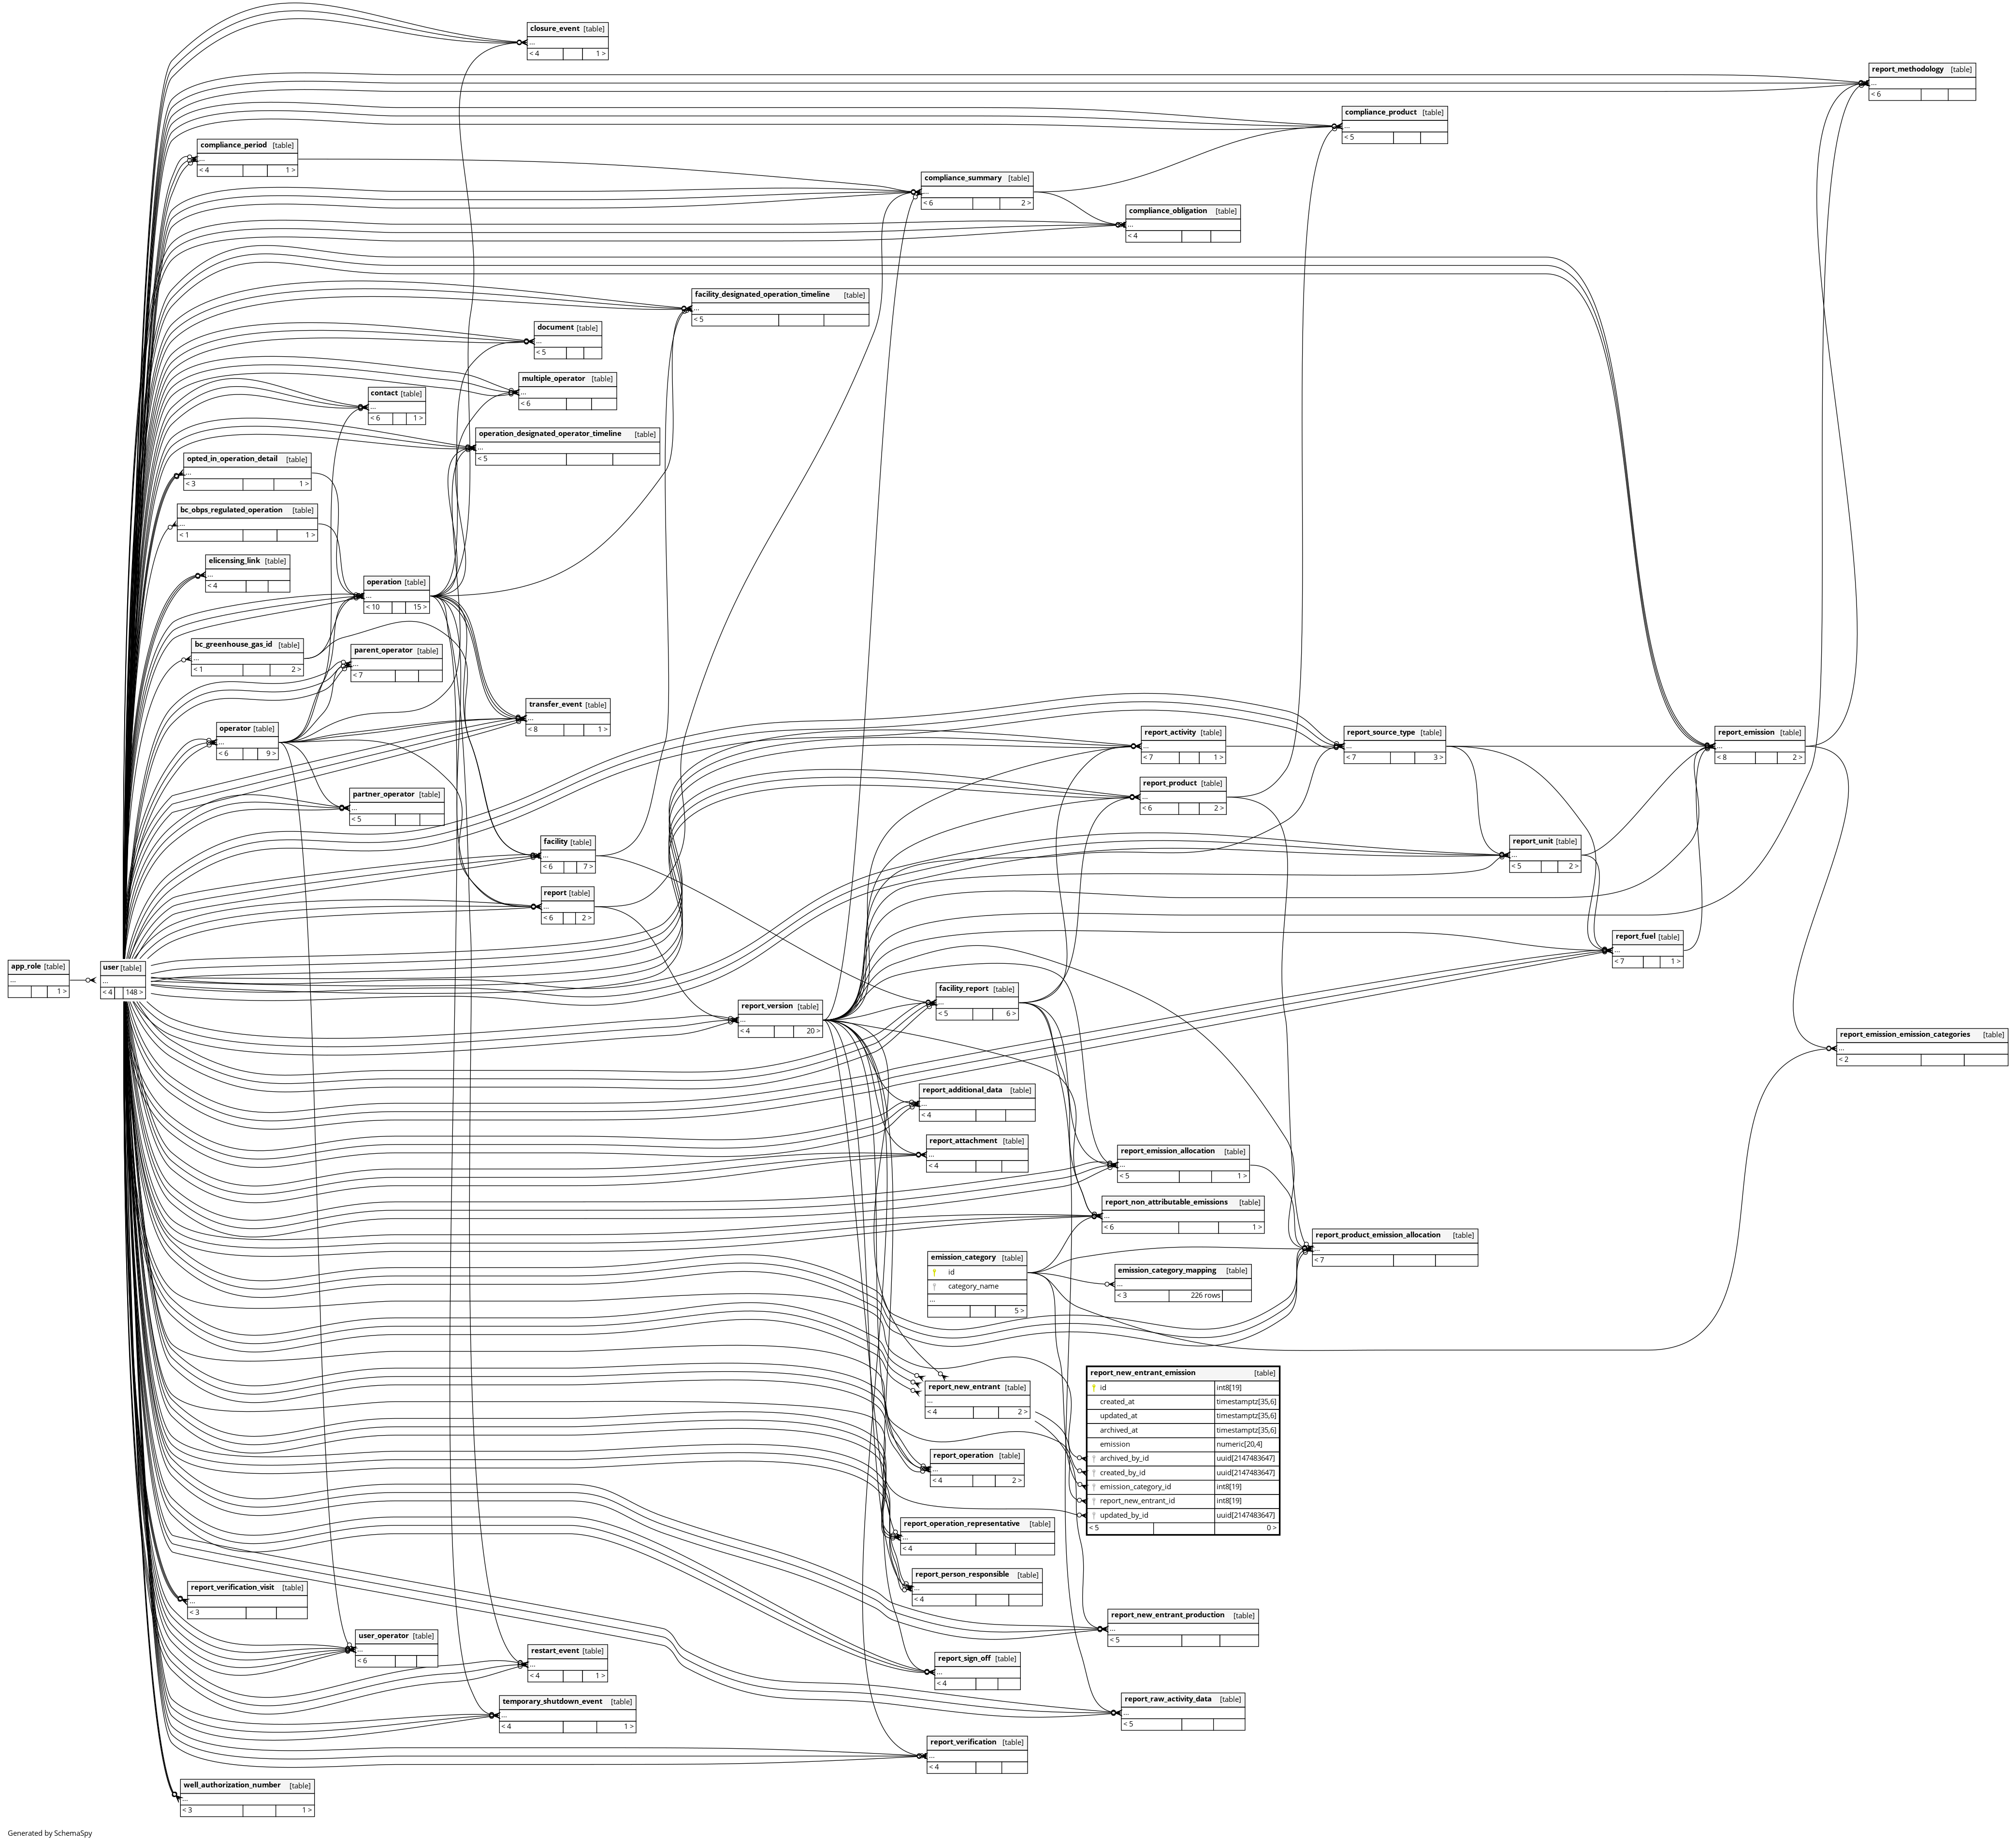 closure_event [table]
...
< 4 1 >
report_methodology [table]
...
< 6
compliance_product [table]
...
< 5
compliance_period [table]
...
< 4 1 >
compliance_summary [table]
...
< 6 2 >
compliance_obligation [table]
...
< 4
facility_designated_operation_timeline [table]
...
< 5
document [table]
...
< 5
multiple_operator [table]
...
< 6
contact [table]
...
< 6 1 >
operation_designated_operator_timeline [table]
...
< 5
opted_in_operation_detail [table]
...
< 3 1 >
bc_obps_regulated_operation [table]
...
< 1 1 >
elicensing_link [table]
...
< 4
operation [table]
...
< 10 15 >
bc_greenhouse_gas_id [table]
...
< 1 2 >
parent_operator [table]
...
< 7
transfer_event [table]
...
< 8 1 >
operator [table]
...
< 6 9 >
report_activity [table]
...
< 7 1 >
report_source_type [table]
...
< 7 3 >
report_emission [table]
...
< 8 2 >
report_product [table]
...
< 6 2 >
partner_operator [table]
...
< 5
facility [table]
...
< 6 7 >
report_unit [table]
...
< 5 2 >
report [table]
...
< 6 2 >
report_fuel [table]
...
< 7 1 >
app_role [table]
...
1 >
user [table]
...
< 4 148 >
facility_report [table]
...
< 5 6 >
report_version [table]
...
< 4 20 >
report_emission_emission_categories [table]
...
< 2
report_additional_data [table]
...
< 4
report_attachment [table]
...
< 4
report_emission_allocation [table]
...
< 5 1 >
report_non_attributable_emissions [table]
...
< 6 1 >
report_product_emission_allocation [table]
...
< 7
emission_category [table]
id
category_name
...
5 >
emission_category_mapping [table]
...
< 3 226 rows
report_new_entrant_emission [table]
id int8[19]
created_at timestamptz[35,6]
updated_at timestamptz[35,6]
archived_at timestamptz[35,6]
emission numeric[20,4]
archived_by_id uuid[2147483647]
created_by_id uuid[2147483647]
emission_category_id int8[19]
report_new_entrant_id int8[19]
updated_by_id uuid[2147483647]
< 5 0 >
report_new_entrant [table]
...
< 4 2 >
report_operation [table]
...
< 4 2 >
report_operation_representative [table]
...
< 4
report_person_responsible [table]
...
< 4
report_verification_visit [table]
...
< 3
report_new_entrant_production [table]
...
< 5
user_operator [table]
...
< 6
restart_event [table]
...
< 4 1 >
report_sign_off [table]
...
< 4
temporary_shutdown_event [table]
...
< 4 1 >
report_raw_activity_data [table]
...
< 5
report_verification [table]
...
< 4
well_authorization_number [table]
...
< 3 1 >
Generated by SchemaSpy